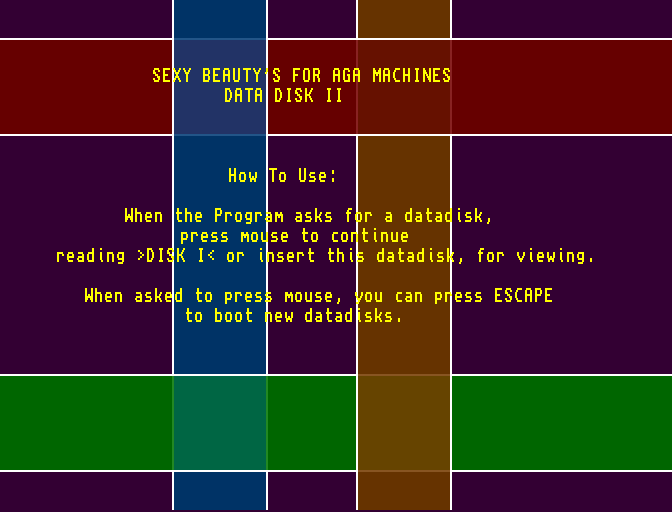 SEXY BEAUTY'S FOR AGA MACHINES
DATA DISK II
How To Use:
When the Program asks for a datadisk,
press mouse to continue
reading >DISK I< or insert this datadisk, for viewing.
When asked to press mouse, you can press ESCAPE
to boot new datadisks.